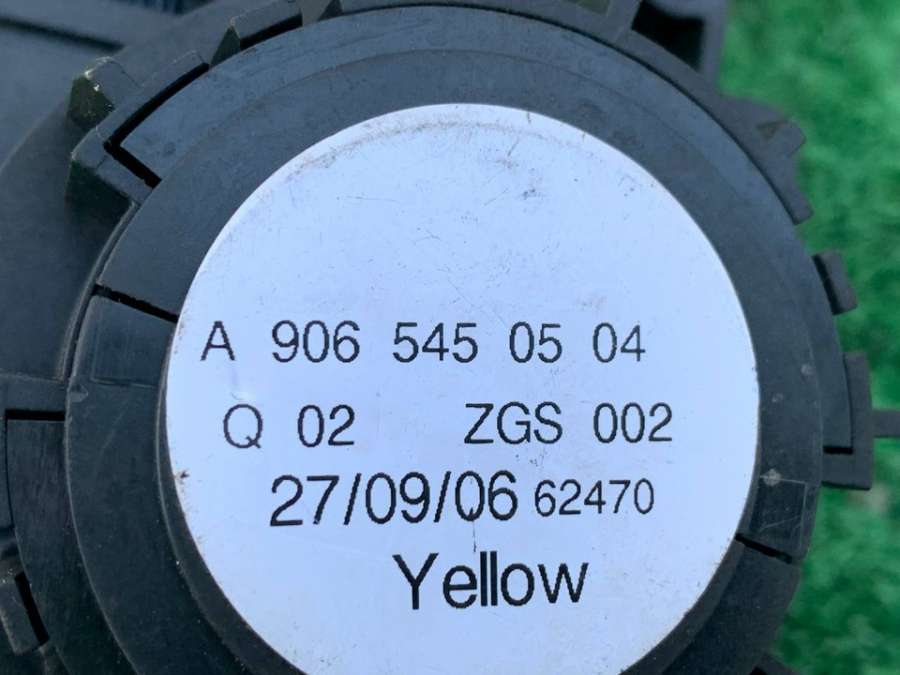 A 906 545 05 04
Q 02 ZGS 002
27/09/06 62470
Yellow